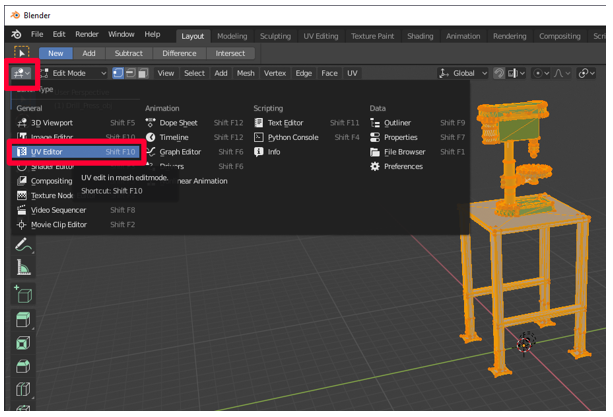 Blender
File Edit Render Window Help Layout Modeling Sculpting UV Editing Texture Paint Shading Animation Rendering Compositing Scri
New Add Subtract Difference Intersect
Edit Mode View Select Add Mesh Vertex Edge Face UV Global
Type
General Animation Scripting Data
3D Viewport Shift F5 Dope Sheet Shift F12 Text Editor Shift F11 Outliner Shift F9
Image Editor Shift F10 Timeline Shift F12 Python Console Shift F4 Properties Shift F7
UV Editor Shift F10 Graph Editor Shift F6 Info File Browser Shift F1
Shader Editor Drivers Shift F6 Preferences
Compositing near Animation
UV edit in mesh editmode.
Texture Node
Shortcut: Shift F10
Video Sequencer Shift F8
Movie Clip Editor Shift F2